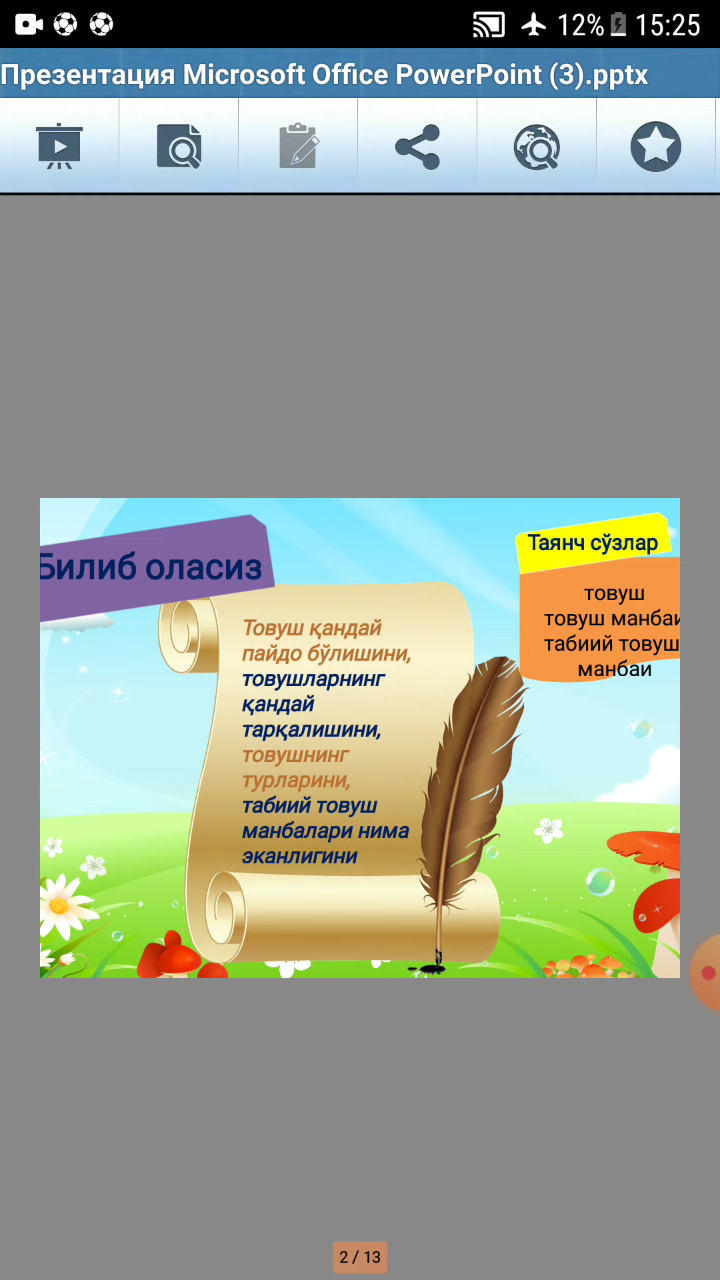 12% 15:25
Презентация Microsoft Office PowerPoint (3).pptx
Билиб оласиз
Таянч сўзлар
товуш
товуш манбаи
табиий товуш
манбаи
Товуш қандай
пайдо бўлишини,
товушларнинг
қандай
тарқалишини,
товушнинг
турларини,
табиий товуш
манбалари нима
эканлигини
2 / 13